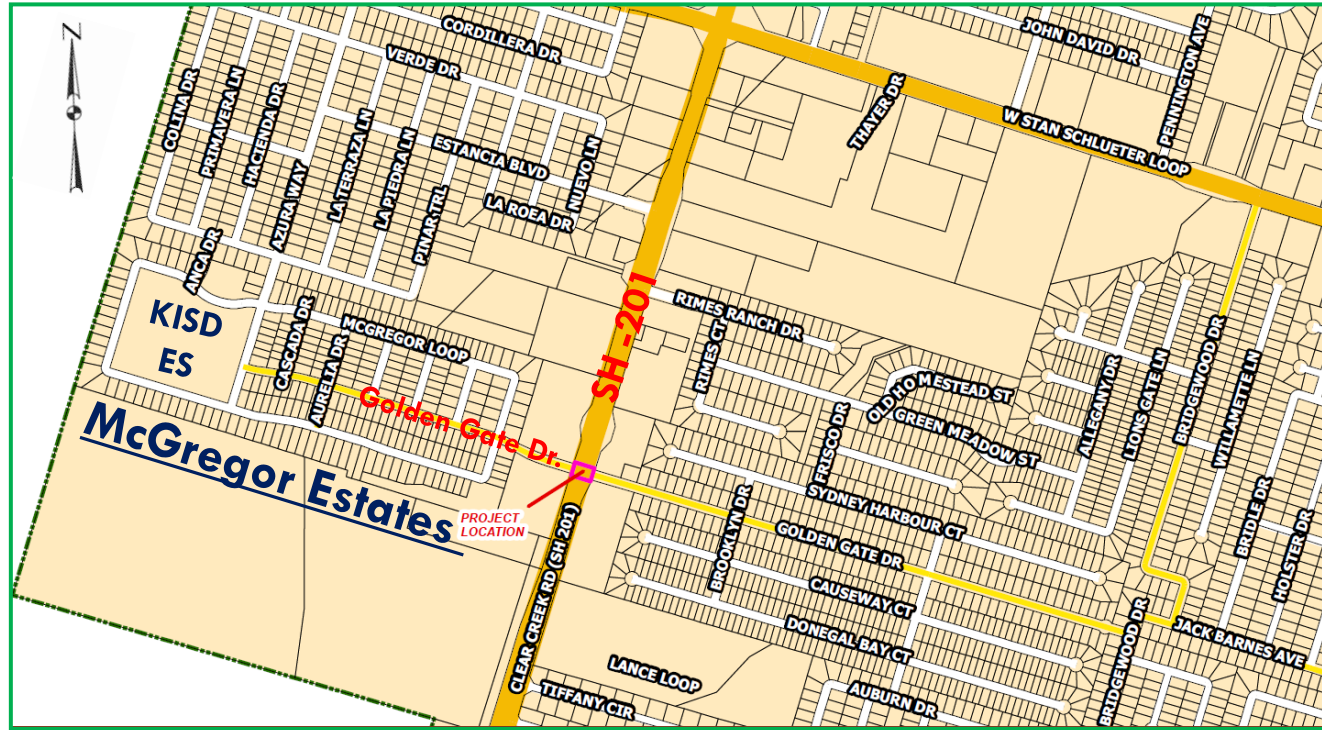 N
CORDILLERA DR
JOHN DAVID DR
PENNINGTON AVE
VERDE DR
COLINA DR
PRIMAVERA LN
HACIENDA DR
THAYER DR
W STAN SCHLUETER LOOP
LA TERRAZA LN
LA PIEDRA LN
ESTANCIA BLVD
NUEVO LN
AZURA WAY
PINAR TRL
LA ROEA DR
ANCA DR
SH -201
RIMES RANCH DR
KISD
ES
CASCADA DR
MCGREGOR LOOP
AURELIA DR
RIMES CT
OLD HOMESTEAD ST
GREEN MEADOW ST
ALLEGANY DR
LIONS GATE LN
BRIDGEWOOD DR
WILLAMETTE LN
Golden Gate Dr.
McGregor Estates
FRISCO DR
SYDNEY HARBOUR CT
PROJECT
LOCATION
BROOKLYN DR
GOLDEN GATE DR
BRIDLE DR
HOLSTER DR
CLEAR CREEK RD (SH 201)
CAUSEWAY CT
DONEGAL BAY CT
BRIDGEWOOD DR
JACK BARNES AVE
LANCE LOOP
TIFFANY CIR
AUBURN DR